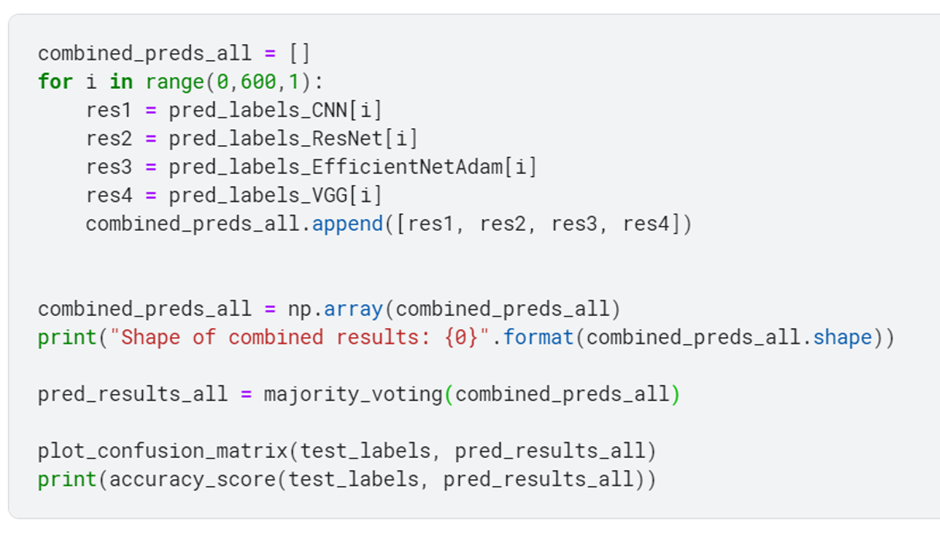 combined_preds_all = []
for i in range(0,600,1):
    res1 = pred_labels_CNN[i]
    res2 = pred_labels_ResNet[i]
    res3 = pred_labels_EfficientNetAdam[i]
    res4 = pred_labels_VGG[i]
    combined_preds_all.append([res1, res2, res3, res4])
combined_preds_all = np.array(combined_preds_all)
print("Shape of combined results: {0}".format(combined_preds_all.shape))
pred_results_all = majority_voting(combined_preds_all)
plot_confusion_matrix(test_labels, pred_results_all)
print(accuracy_score(test_labels, pred_results_all))